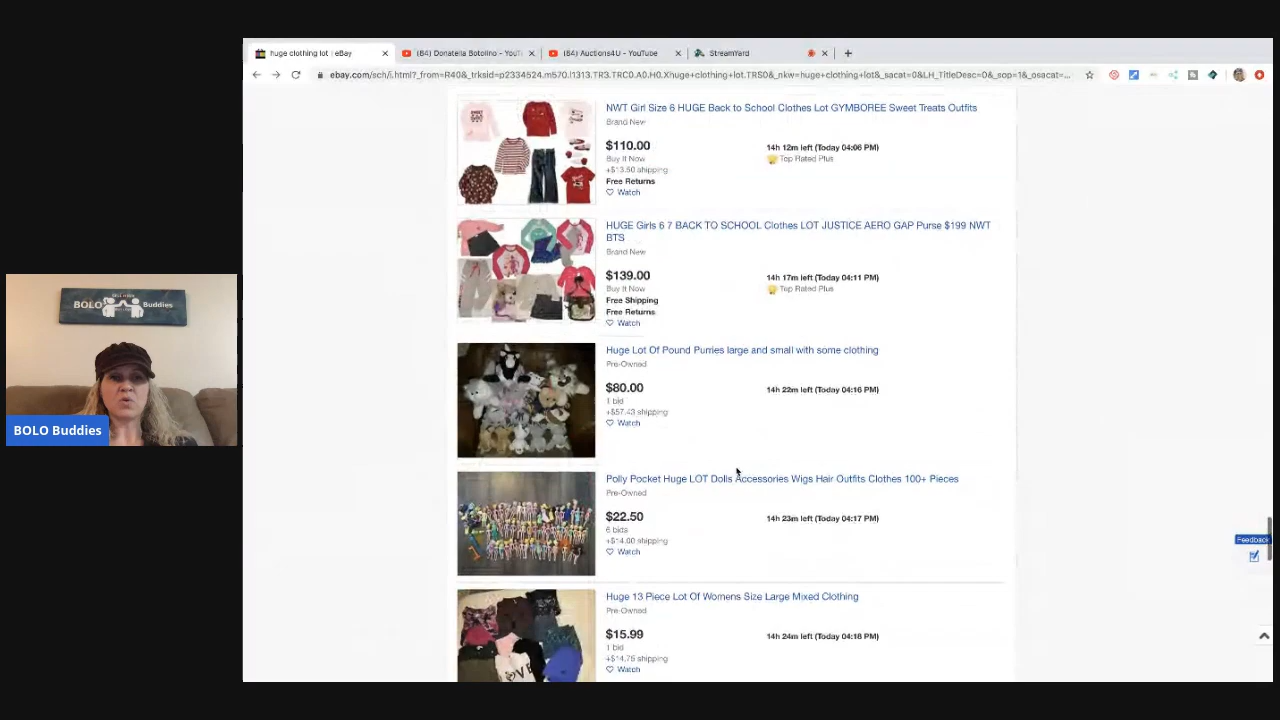 huge clothing lot | eBay
(84) Donatella Botolino - YouTu
(84) Auctions4U - YouTube
StreamYard
ebay.com/sch/i.html?_from=R40&_trksid=p2334524.m570.l1313.TR3.TRC0.A0.H0.Xhuge+clothing+lot.TRS0&_nkw=huge+clothing+lot&_sacat=0&LH_TitleDesc=0&_sop=1&_osacat=...
NWT Girl Size 6 HUGE Back to School Clothes Lot GYMBOREE Sweet Treats Outfits
Brand New
$110.00
14h 12m left (Today 04:06 PM)
Buy It Now
Top Rated Plus
+$13.50 shipping
Free Returns
Watch
HUGE Girls 6 7 BACK TO SCHOOL Clothes LOT JUSTICE AERO GAP Purse $199 NWT
BTS
Brand New
$139.00
14h 17m left (Today 04:11 PM)
Buy It Now
Top Rated Plus
Free Shipping
Free Returns
Watch
Huge Lot Of Pound Purries large and small with some clothing
Pre-Owned
$80.00
14h 22m left (Today 04:16 PM)
1 bid
+$57.43 shipping
Watch
Polly Pocket Huge LOT Dolls Accessories Wigs Hair Outfits Clothes 100+ Pieces
Pre-Owned
$22.50
14h 23m left (Today 04:17 PM)
6 bids
+$14.00 shipping
Watch
Huge 13 Piece Lot Of Womens Size Large Mixed Clothing
Pre-Owned
$15.99
14h 24m left (Today 04:18 PM)
1 bid
+$14.75 shipping
Watch
Feedback
BOLO Buddies
BOLO Buddies